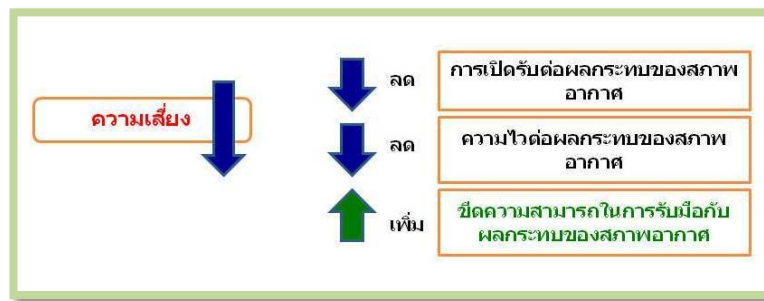 ความเสี่ยง
ลด
การเปิดรับต่อผลกระทบของสภาพ
อากาศ
ลด
ความไวต่อผลกระทบของสภาพ
อากาศ
เพิ่ม
ขีดความสามารถในการรับมือกับ
ผลกระทบของสภาพอากาศ